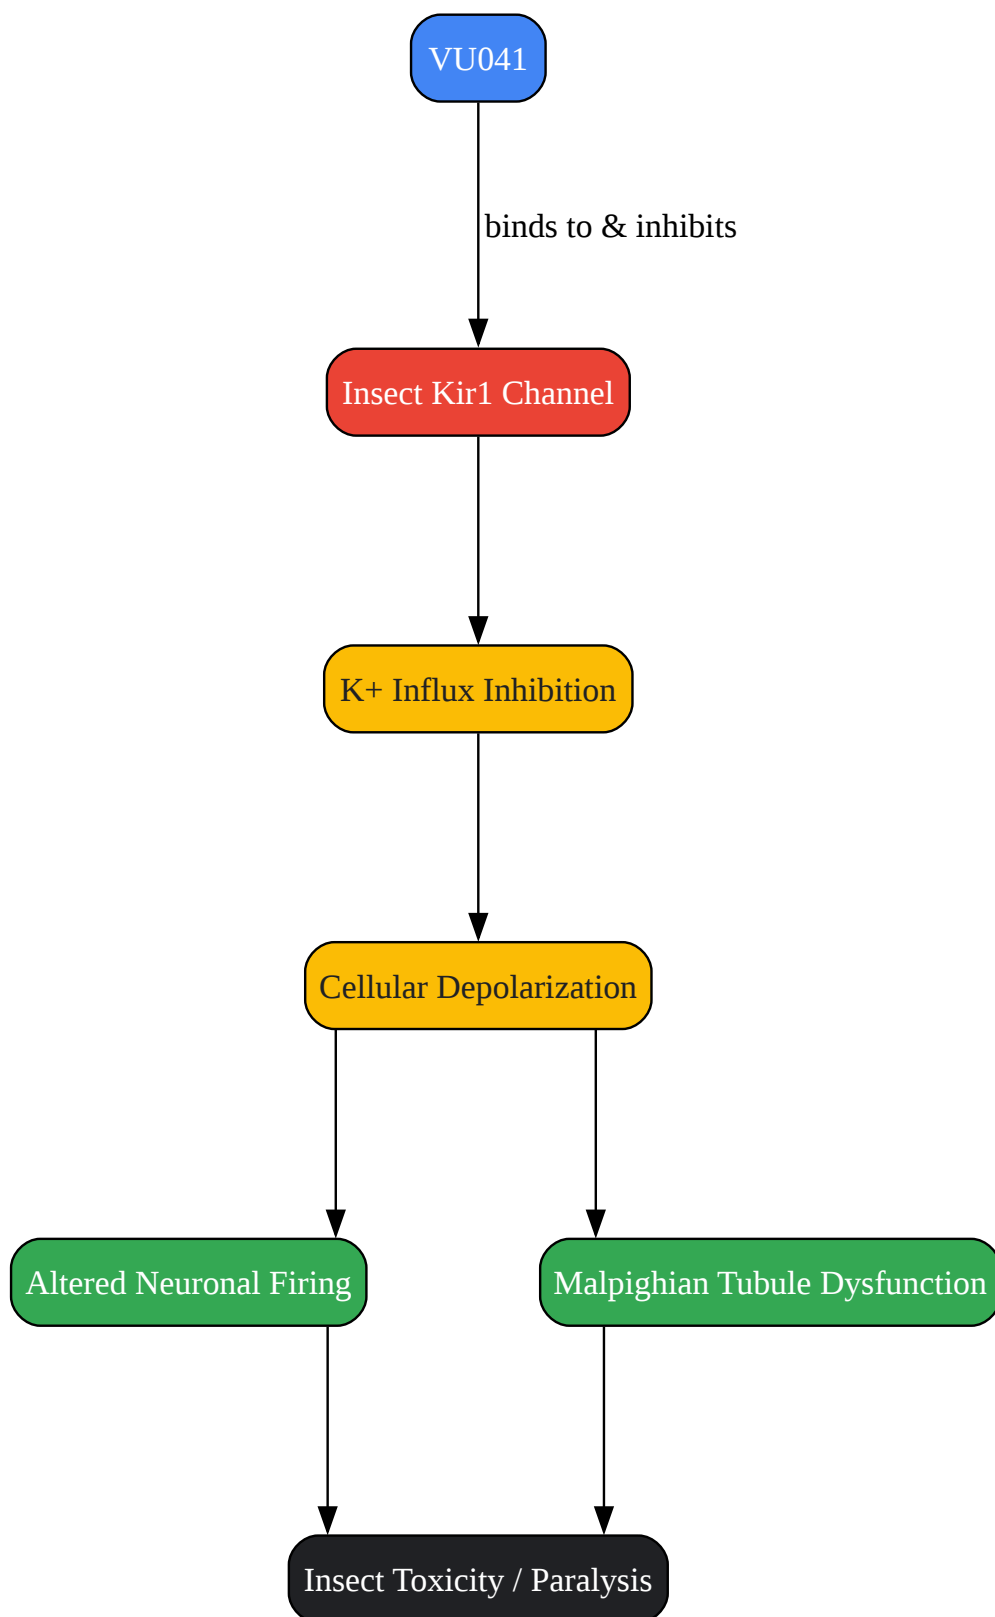 VU041
binds to & inhibits
Insect Kir1 Channel
K+ Influx Inhibition
Cellular Depolarization
Altered Neuronal Firing
Malpighian Tubule Dysfunction
Insect Toxicity / Paralysis